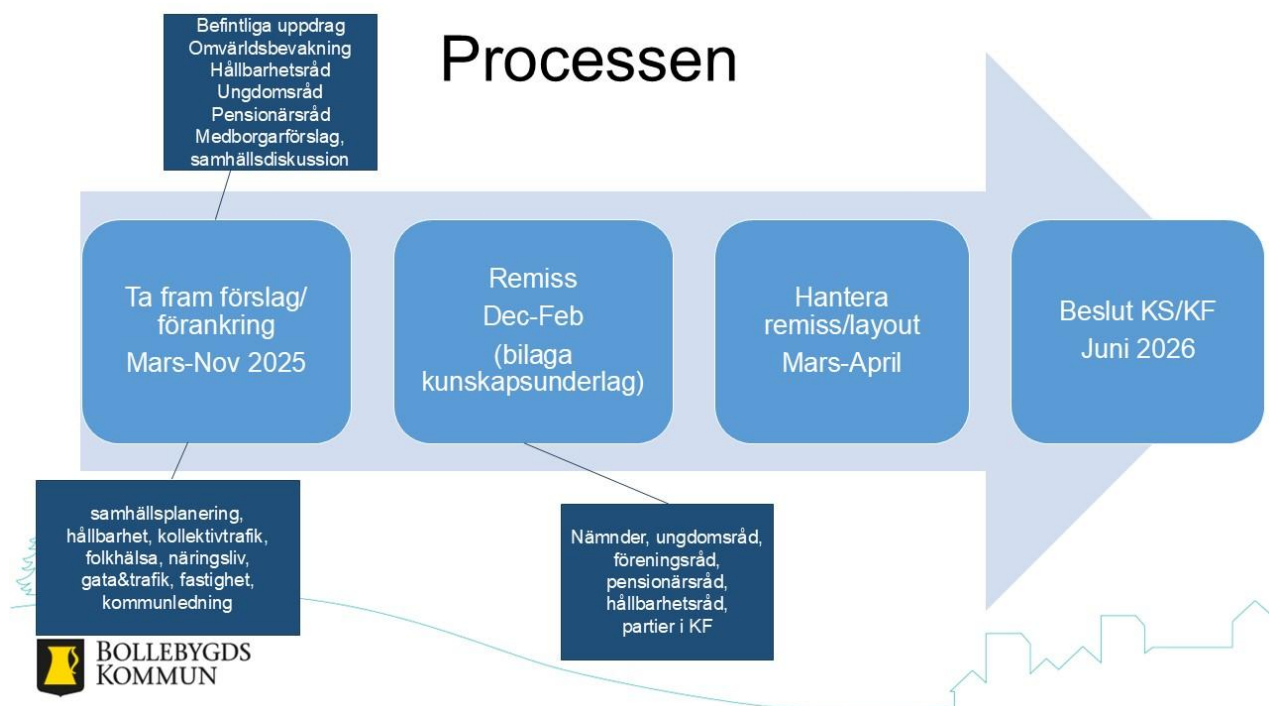 Processen
Befintliga uppdrag
Omvärldsbevakning
Hållbarhetsråd
Ungdomsråd
Pensionärsråd
Medborgarförslag,
samhällsdiskussion
Ta fram förslag/
förankring
Mars-Nov 2025
Remiss
Dec-Feb
(bilaga
kunskapsunderlag)
Hantera
remiss/layout
Mars-April
Beslut KS/KF
Juni 2026
samhällsplanering,
hållbarhet, kollektivtrafik,
folkhälsa, näringsliv,
gata&trafik, fastighet,
kommunledning
Nämnder, ungdomsråd,
föreningsråd,
pensionärsråd,
hållbarhetsråd,
partier i KF
BOLLEBYGDS
KOMMUN